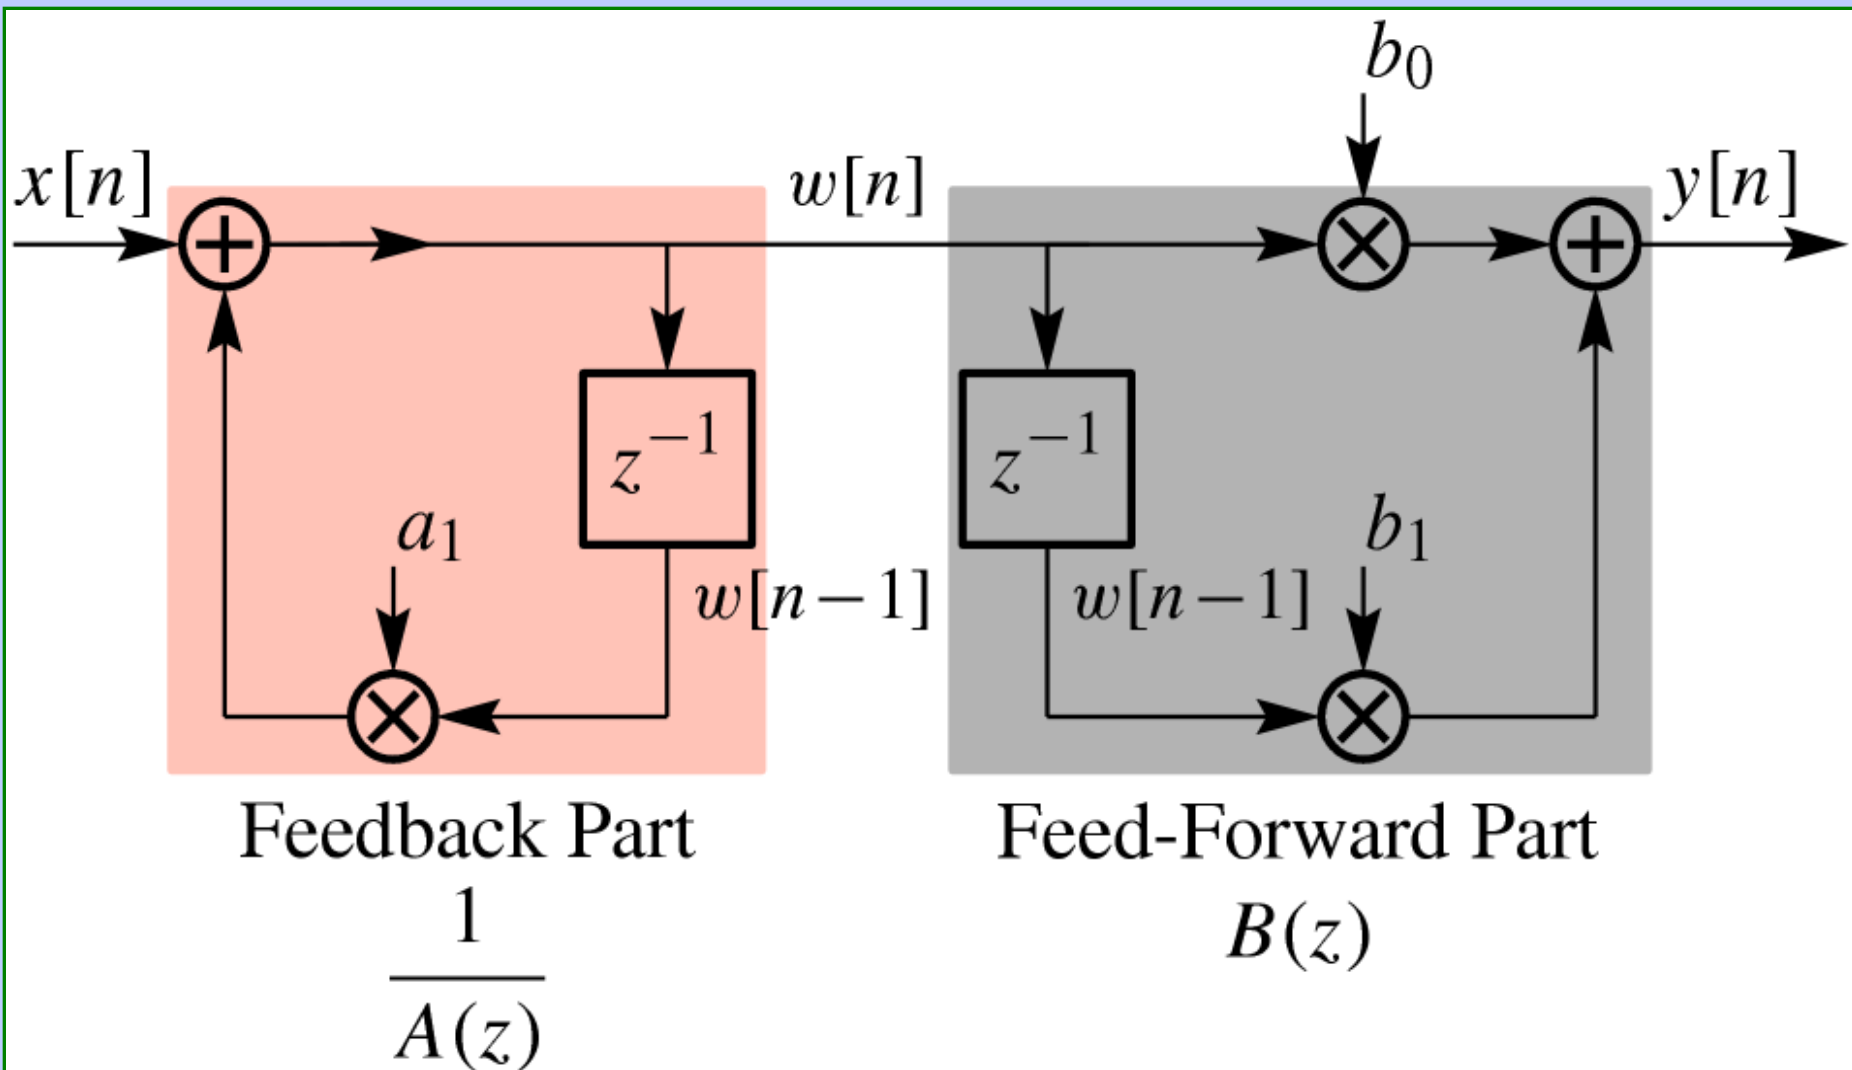 b₀
x[n]
w[n]
y[n]
z⁻¹
z⁻¹
a₁
b₁
w[n−1]
w[n−1]
Feedback Part
Feed-Forward Part
1
A(z)
B(z)